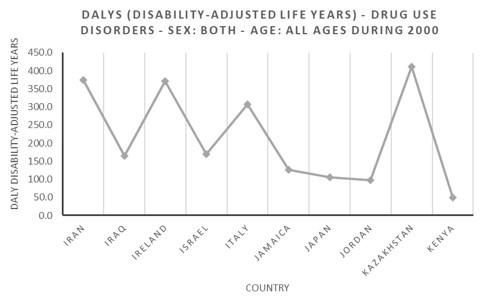 DALYS (DISABILITY-ADJUSTED LIFE YEARS) - DRUG USE
DISORDERS - SEX: BOTH - AGE: ALL AGES DURING 2000
DALY DISABILITY-ADJUSTED LIFE YEARS
450.0
400.0
350.0
300.0
250.0
200.0
150.0
100.0
50.0
0.0
IRAN
IRAQ
IRELAND
ISRAEL
ITALY
JAMAICA
JAPAN
JORDAN
KAZAKHSTAN
KENYA
COUNTRY